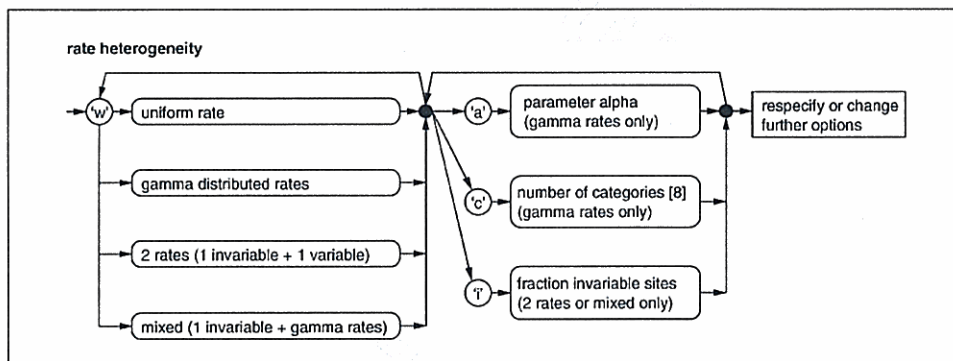 rate heterogeneity
'w'
uniform rate
gamma distributed rates
2 rates (1 invariable + 1 variable)
mixed (1 invariable + gamma rates)
'a'
parameter alpha
(gamma rates only)
'c'
number of categories [8]
(gamma rates only)
'i'
fraction invariable sites
(2 rates or mixed only)
respecify or change
further options